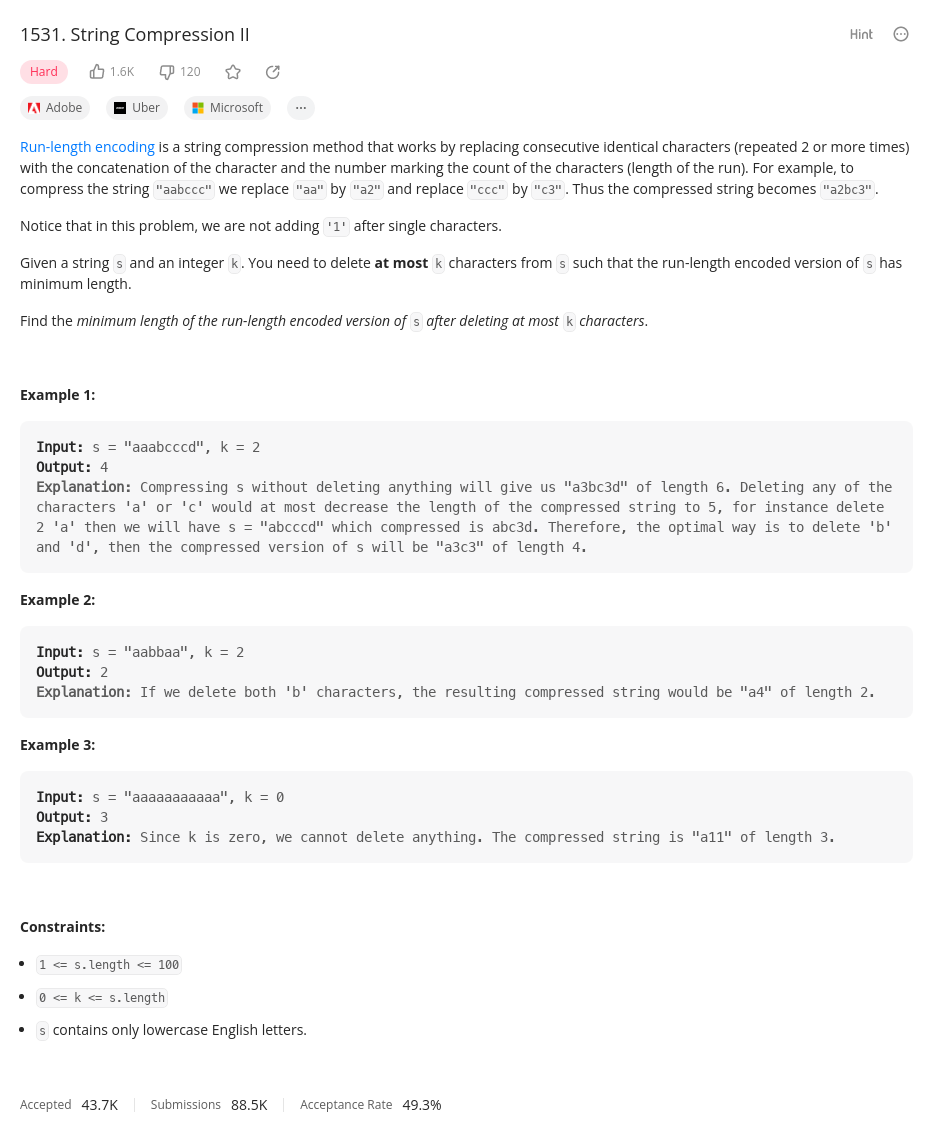 1531. String Compression II
Hint
Hard
1.6K
120
Adobe
Uber
Microsoft
Run-length encoding is a string compression method that works by replacing consecutive identical characters (repeated 2 or more times)
with the concatenation of the character and the number marking the count of the characters (length of the run). For example, to
compress the string "aabccc" we replace "aa" by "a2" and replace "ccc" by "c3". Thus the compressed string becomes "a2bc3".
Notice that in this problem, we are not adding '1' after single characters.
Given a string s and an integer k. You need to delete at most k characters from s such that the run-length encoded version of s has
minimum length.
Find the minimum length of the run-length encoded version of s after deleting at most k characters.
Example 1:
Input: s = "aaabcccd", k = 2
Output: 4
Explanation: Compressing s without deleting anything will give us "a3bc3d" of length 6. Deleting any of the
characters 'a' or 'c' would at most decrease the length of the compressed string to 5, for instance delete
2 'a' then we will have s = "abcccd" which compressed is abc3d. Therefore, the optimal way is to delete 'b'
and 'd', then the compressed version of s will be "a3c3" of length 4.
Example 2:
Input: s = "aabbaa", k = 2
Output: 2
Explanation: If we delete both 'b' characters, the resulting compressed string would be "a4" of length 2.
Example 3:
Input: s = "aaaaaaaaaaa", k = 0
Output: 3
Explanation: Since k is zero, we cannot delete anything. The compressed string is "a11" of length 3.
Constraints:
1 <= s.length <= 100
0 <= k <= s.length
s contains only lowercase English letters.
Accepted 43.7K Submissions 88.5K Acceptance Rate 49.3%